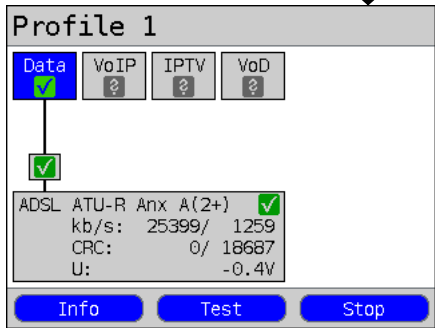 Profile 1
Data VoIP IPTV VoD
ADSL ATU-R Anx A(2+)
kb/s: 25399/ 1259
CRC: 0/ 18687
U: -0.4V
Info Test Stop